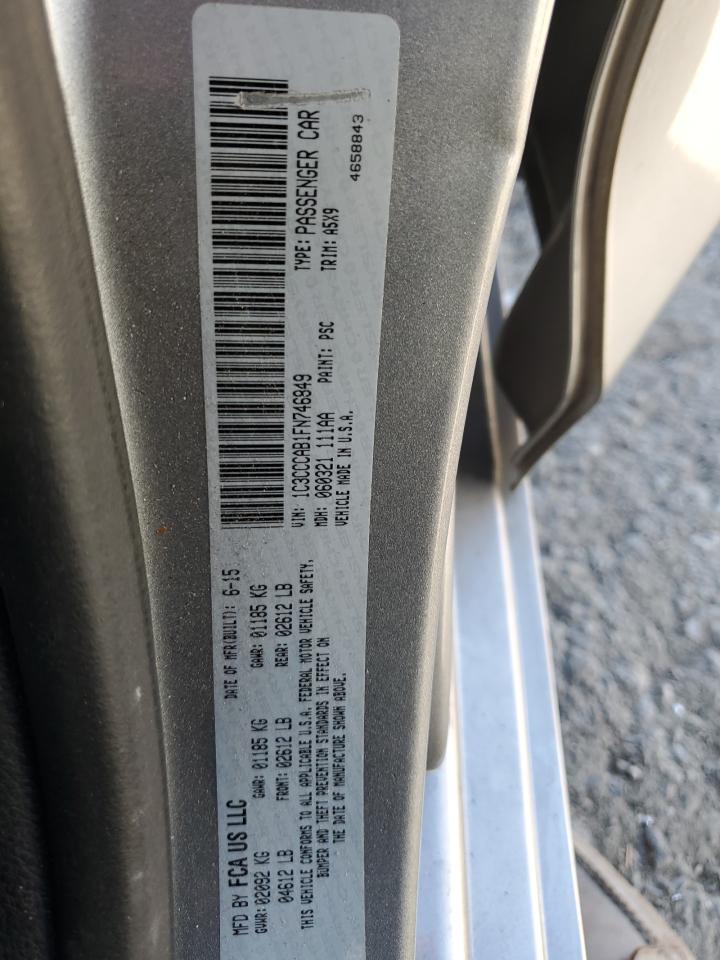 MFD BY FCA US LLC DATE OF MFR(BUILT): 6-15
GVWR: 02092 KG GAWR: 01185 KG GAWR: 01185 KG
04612 LB FRONT: 02612 LB REAR: 02612 LB
THIS VEHICLE CONFORMS TO ALL APPLICABLE U.S.A. FEDERAL MOTOR VEHICLE SAFETY,
BUMPER AND THEFT PREVENTION STANDARDS IN EFFECT ON
THE DATE OF MANUFACTURE SHOWN ABOVE.
VIN: 1C3CCCAB1FN746949 TYPE: PASSENGER CAR
MDH: 060321 111AA PAINT: PSC TRIM: A5X9
VEHICLE MADE IN U.S.A.
4658843